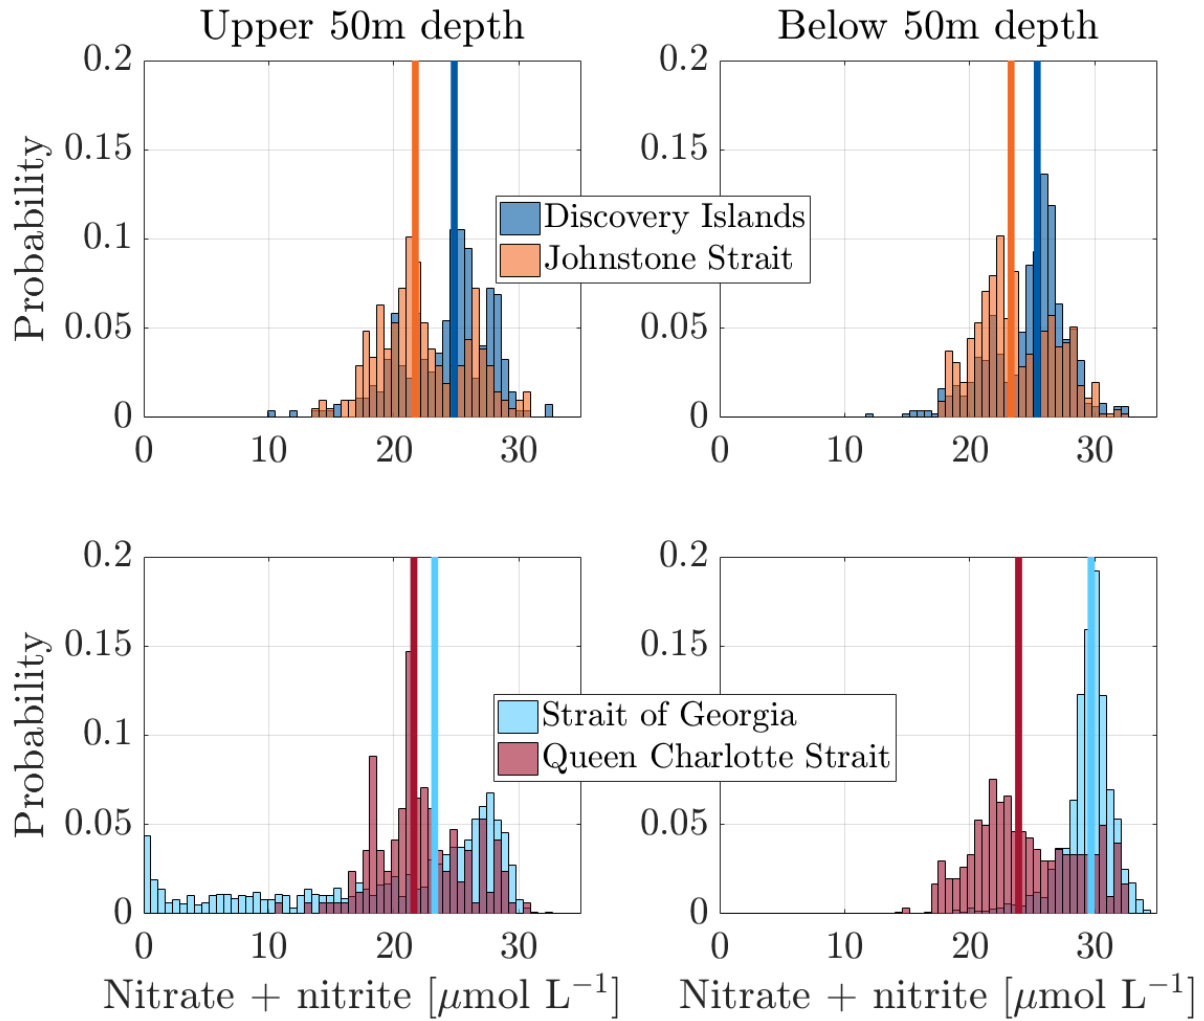 Upper 50m depth
Below 50m depth
Probability
0.2
0.15
0.1
0.05
0
0 10 20 30
0.2
0.15
0.1
0.05
0
0 10 20 30
Discovery Islands
Johnstone Strait
Probability
0.2
0.15
0.1
0.05
0
0 10 20 30
Nitrate + nitrite [μmol L⁻¹]
0.2
0.15
0.1
0.05
0
0 10 20 30
Nitrate + nitrite [μmol L⁻¹]
Strait of Georgia
Queen Charlotte Strait